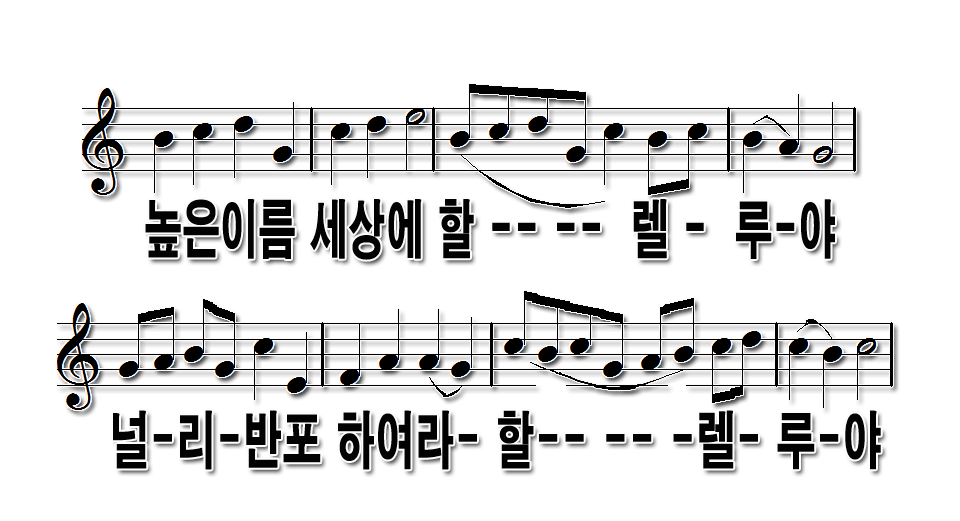 높은이름 세상에 할 -- -- 렐 - 루-야
널-리-반포 하여라- 할-- -- -렐- 루-야